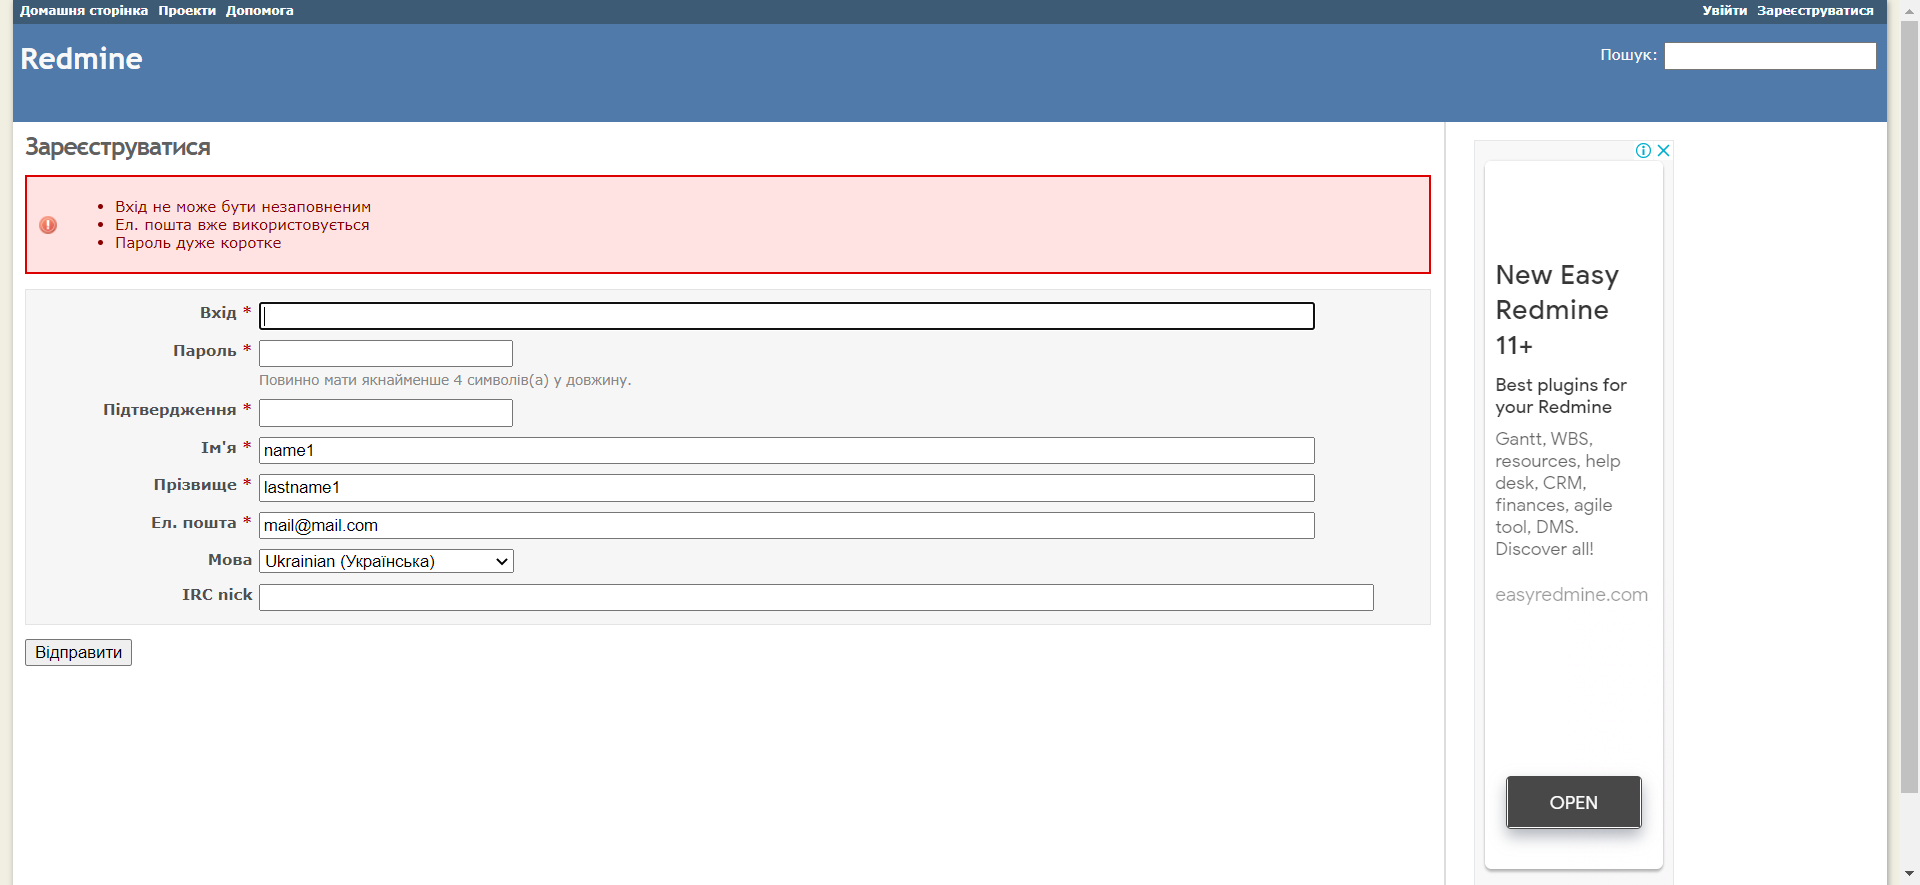 Домашня сторінка Проекти Допомога
Увійти Зареєструватися
Redmine
Пошук:
Зареєструватися
Вхід не може бути незаповненим
Ел. пошта вже використовується
Пароль дуже коротке
Вхід *
Пароль *
Повинно мати якнайменше 4 символів(а) у довжину.
Підтвердження *
Ім'я * name1
Прізвище * lastname1
Ел. пошта * mail@mail.com
Мова Ukrainian (Українська)
IRC nick
Відправити
New Easy
Redmine
11+
Best plugins for
your Redmine
Gantt, WBS,
resources, help
desk, CRM,
finances, agile
tool, DMS.
Discover all!
easyredmine.com
OPEN